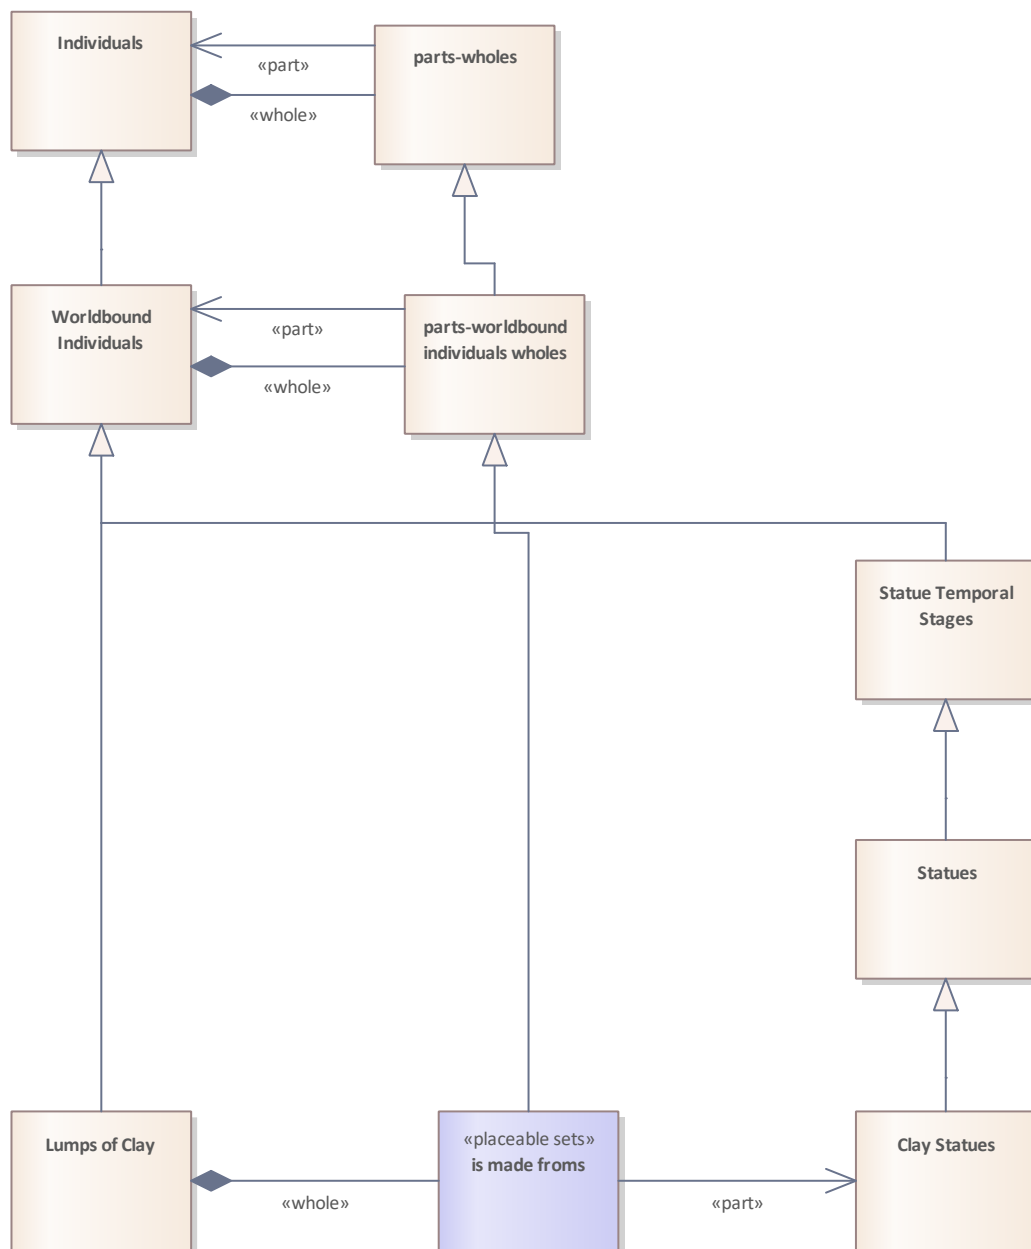 Individuals
«part»
«whole»
parts-wholes
Worldbound
Individuals
«part»
«whole»
parts-worldbound
individuals wholes
Statue Temporal
Stages
Statues
Lumps of Clay
«whole»
«placeable sets»
is made froms
«part»
Clay Statues